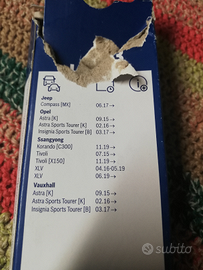 Jeep
Compass [MX] 06.17→
Opel
Astra [K] 09.15→
Astra Sports Tourer [K] 02.16→
Insignia Sports Tourer [B] 03.17→
Ssangyong
Korando [C300] 11.19→
Tivoli 07.15→
Tivoli [X150] 11.19→
XLV 04.16-05.19
XLV 06.19→
Vauxhall
Astra [K] 09.15→
Astra Sports Tourer [K] 02.16→
Insignia Sports Tourer [B] 03.17→
subito